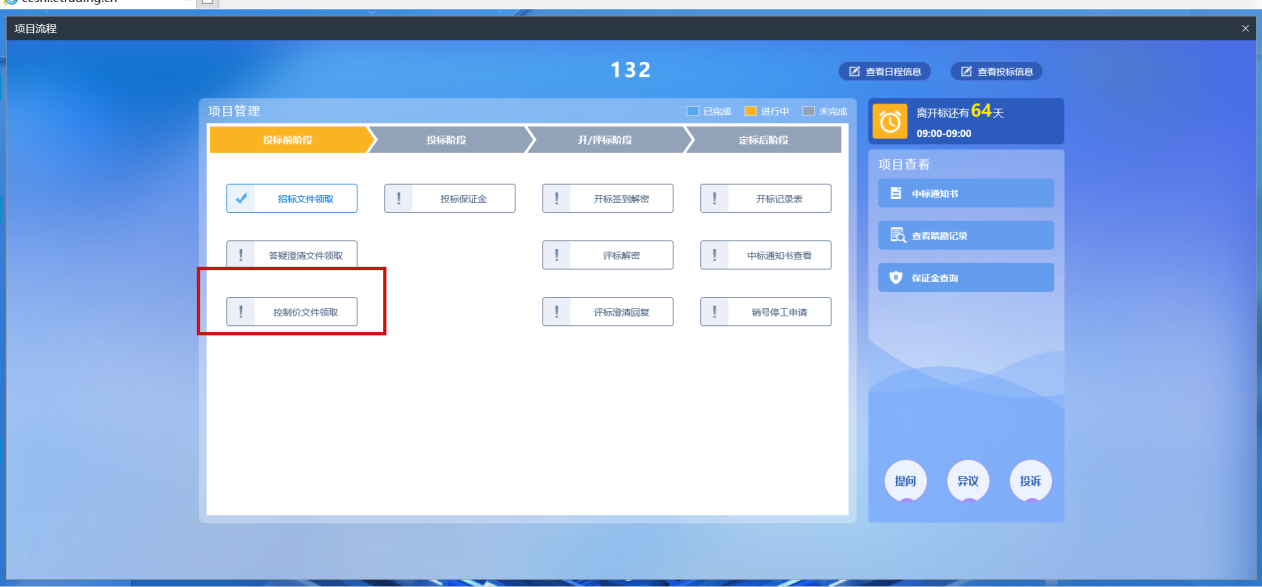 项目流程
132
查看日程信息
查看投标信息
项目管理
已完成
进行中
未完成
投标前阶段
投标阶段
开/评标阶段
定标后阶段
招标文件领取
投标保证金
开标签到解密
开标记录表
答疑澄清文件领取
评标解密
中标通知书查看
控制价文件领取
评标澄清回复
销号停工申请
离开标还有64天
09:00-09:00
项目查看
中标通知书
查看踏勘记录
保证金查询
提问
异议
投诉